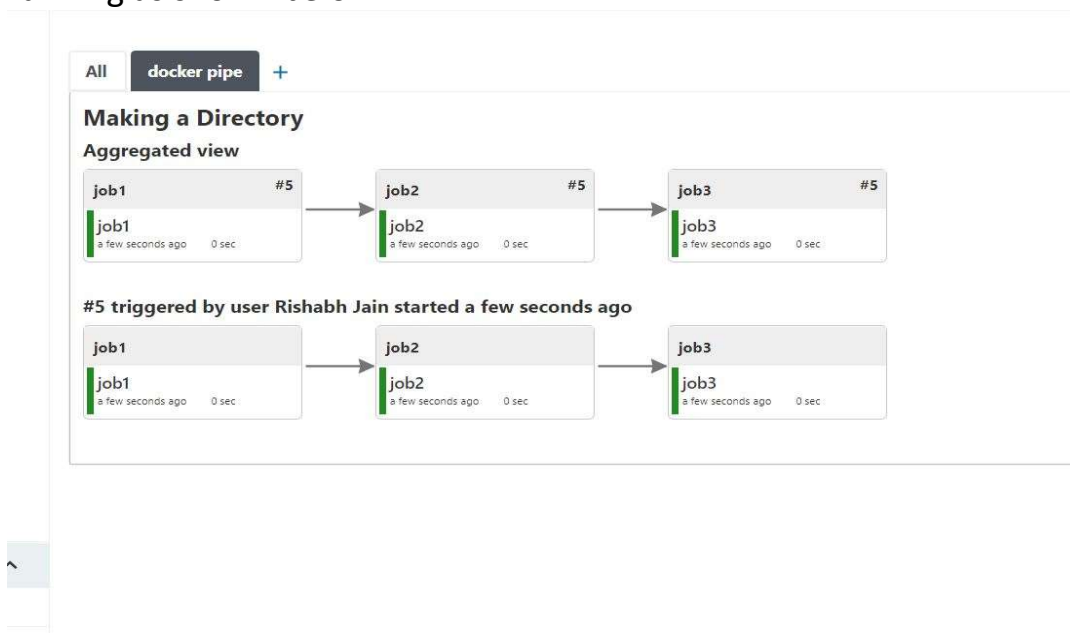 All docker pipe +
Making a Directory
Aggregated view
job1 #5 job2 #5 job3 #5
job1 job2 job3
a few seconds ago 0 sec a few seconds ago 0 sec a few seconds ago 0 sec
#5 triggered by user Rishabh Jain started a few seconds ago
job1 job2 job3
job1 job2 job3
a few seconds ago 0 sec a few seconds ago 0 sec a few seconds ago 0 sec